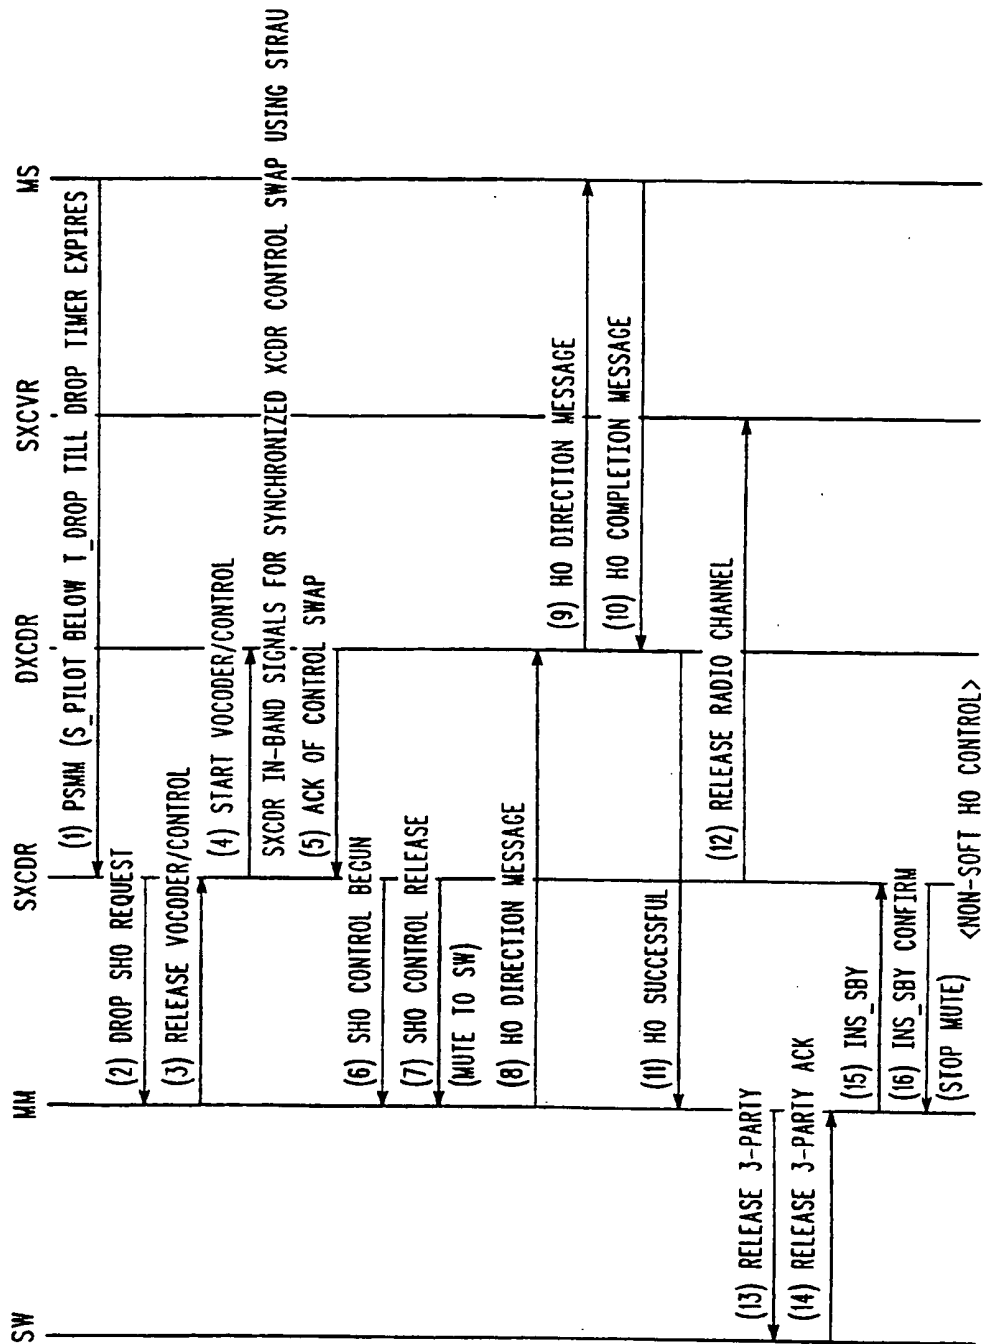 SW
MM
SXCDR
DXCDR
SXCVR
MS
(1) PSMM (S_PILOT BELOW T_DROP TILL DROP TIMER EXPIRES
(2) DROP SHO REQUEST
(3) RELEASE VOCODER/CONTROL
(4) START VOCODER/CONTROL
SXCDR IN-BAND SIGNALS FOR SYNCHRONIZED XCDR CONTROL SWAP USING STRAU
(5) ACK OF CONTROL SWAP
(6) SHO CONTROL BEGUN
(7) SHO CONTROL RELEASE
(MUTE TO SW)
(8) HO DIRECTION MESSAGE
(9) HO DIRECTION MESSAGE
(10) HO COMPLETION MESSAGE
(11) HO SUCCESSFUL
(12) RELEASE RADIO CHANNEL
(13) RELEASE 3-PARTY
(14) RELEASE 3-PARTY ACK
(15) INS_SBY
(16) INS_SBY CONFIRM
(STOP MUTE)
<NON-SOFT HO CONTROL>